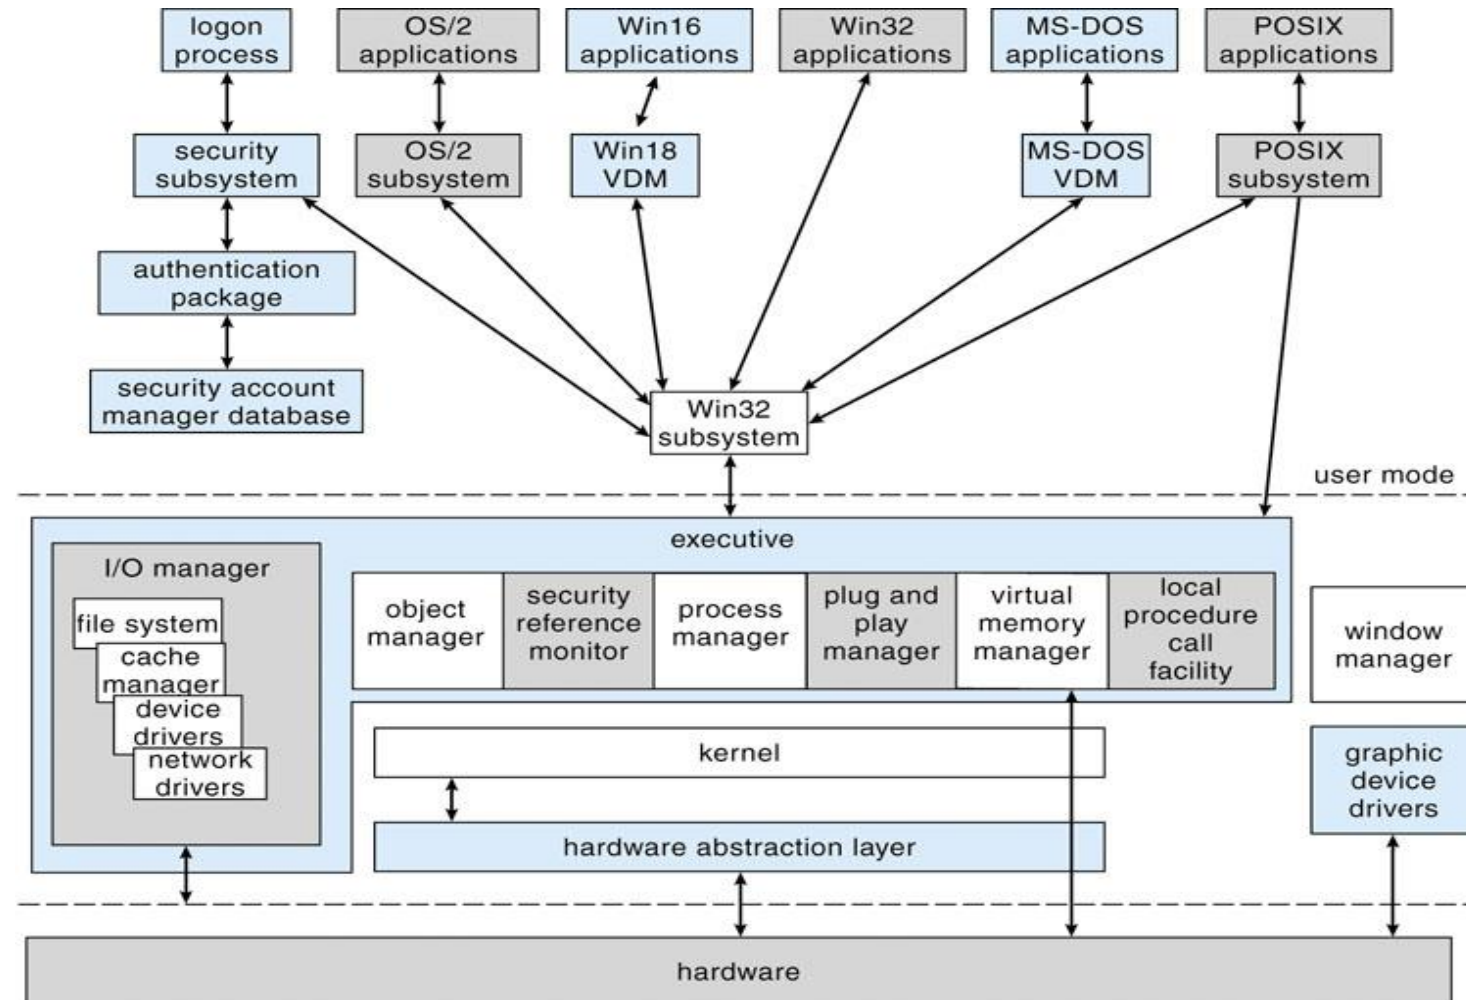 logon
process
OS/2
applications
Win16
applications
Win32
applications
MS-DOS
applications
POSIX
applications
security
subsystem
OS/2
subsystem
Win18
VDM
MS-DOS
VDM
POSIX
subsystem
authentication
package
security account
manager database
Win32
subsystem
user mode
executive
I/O manager
file system
cache
manager
device
drivers
network
drivers
object
manager
security
reference
monitor
process
manager
plug and
play
manager
virtual
memory
manager
local
procedure
call
facility
window
manager
kernel
graphic
device
drivers
hardware abstraction layer
hardware